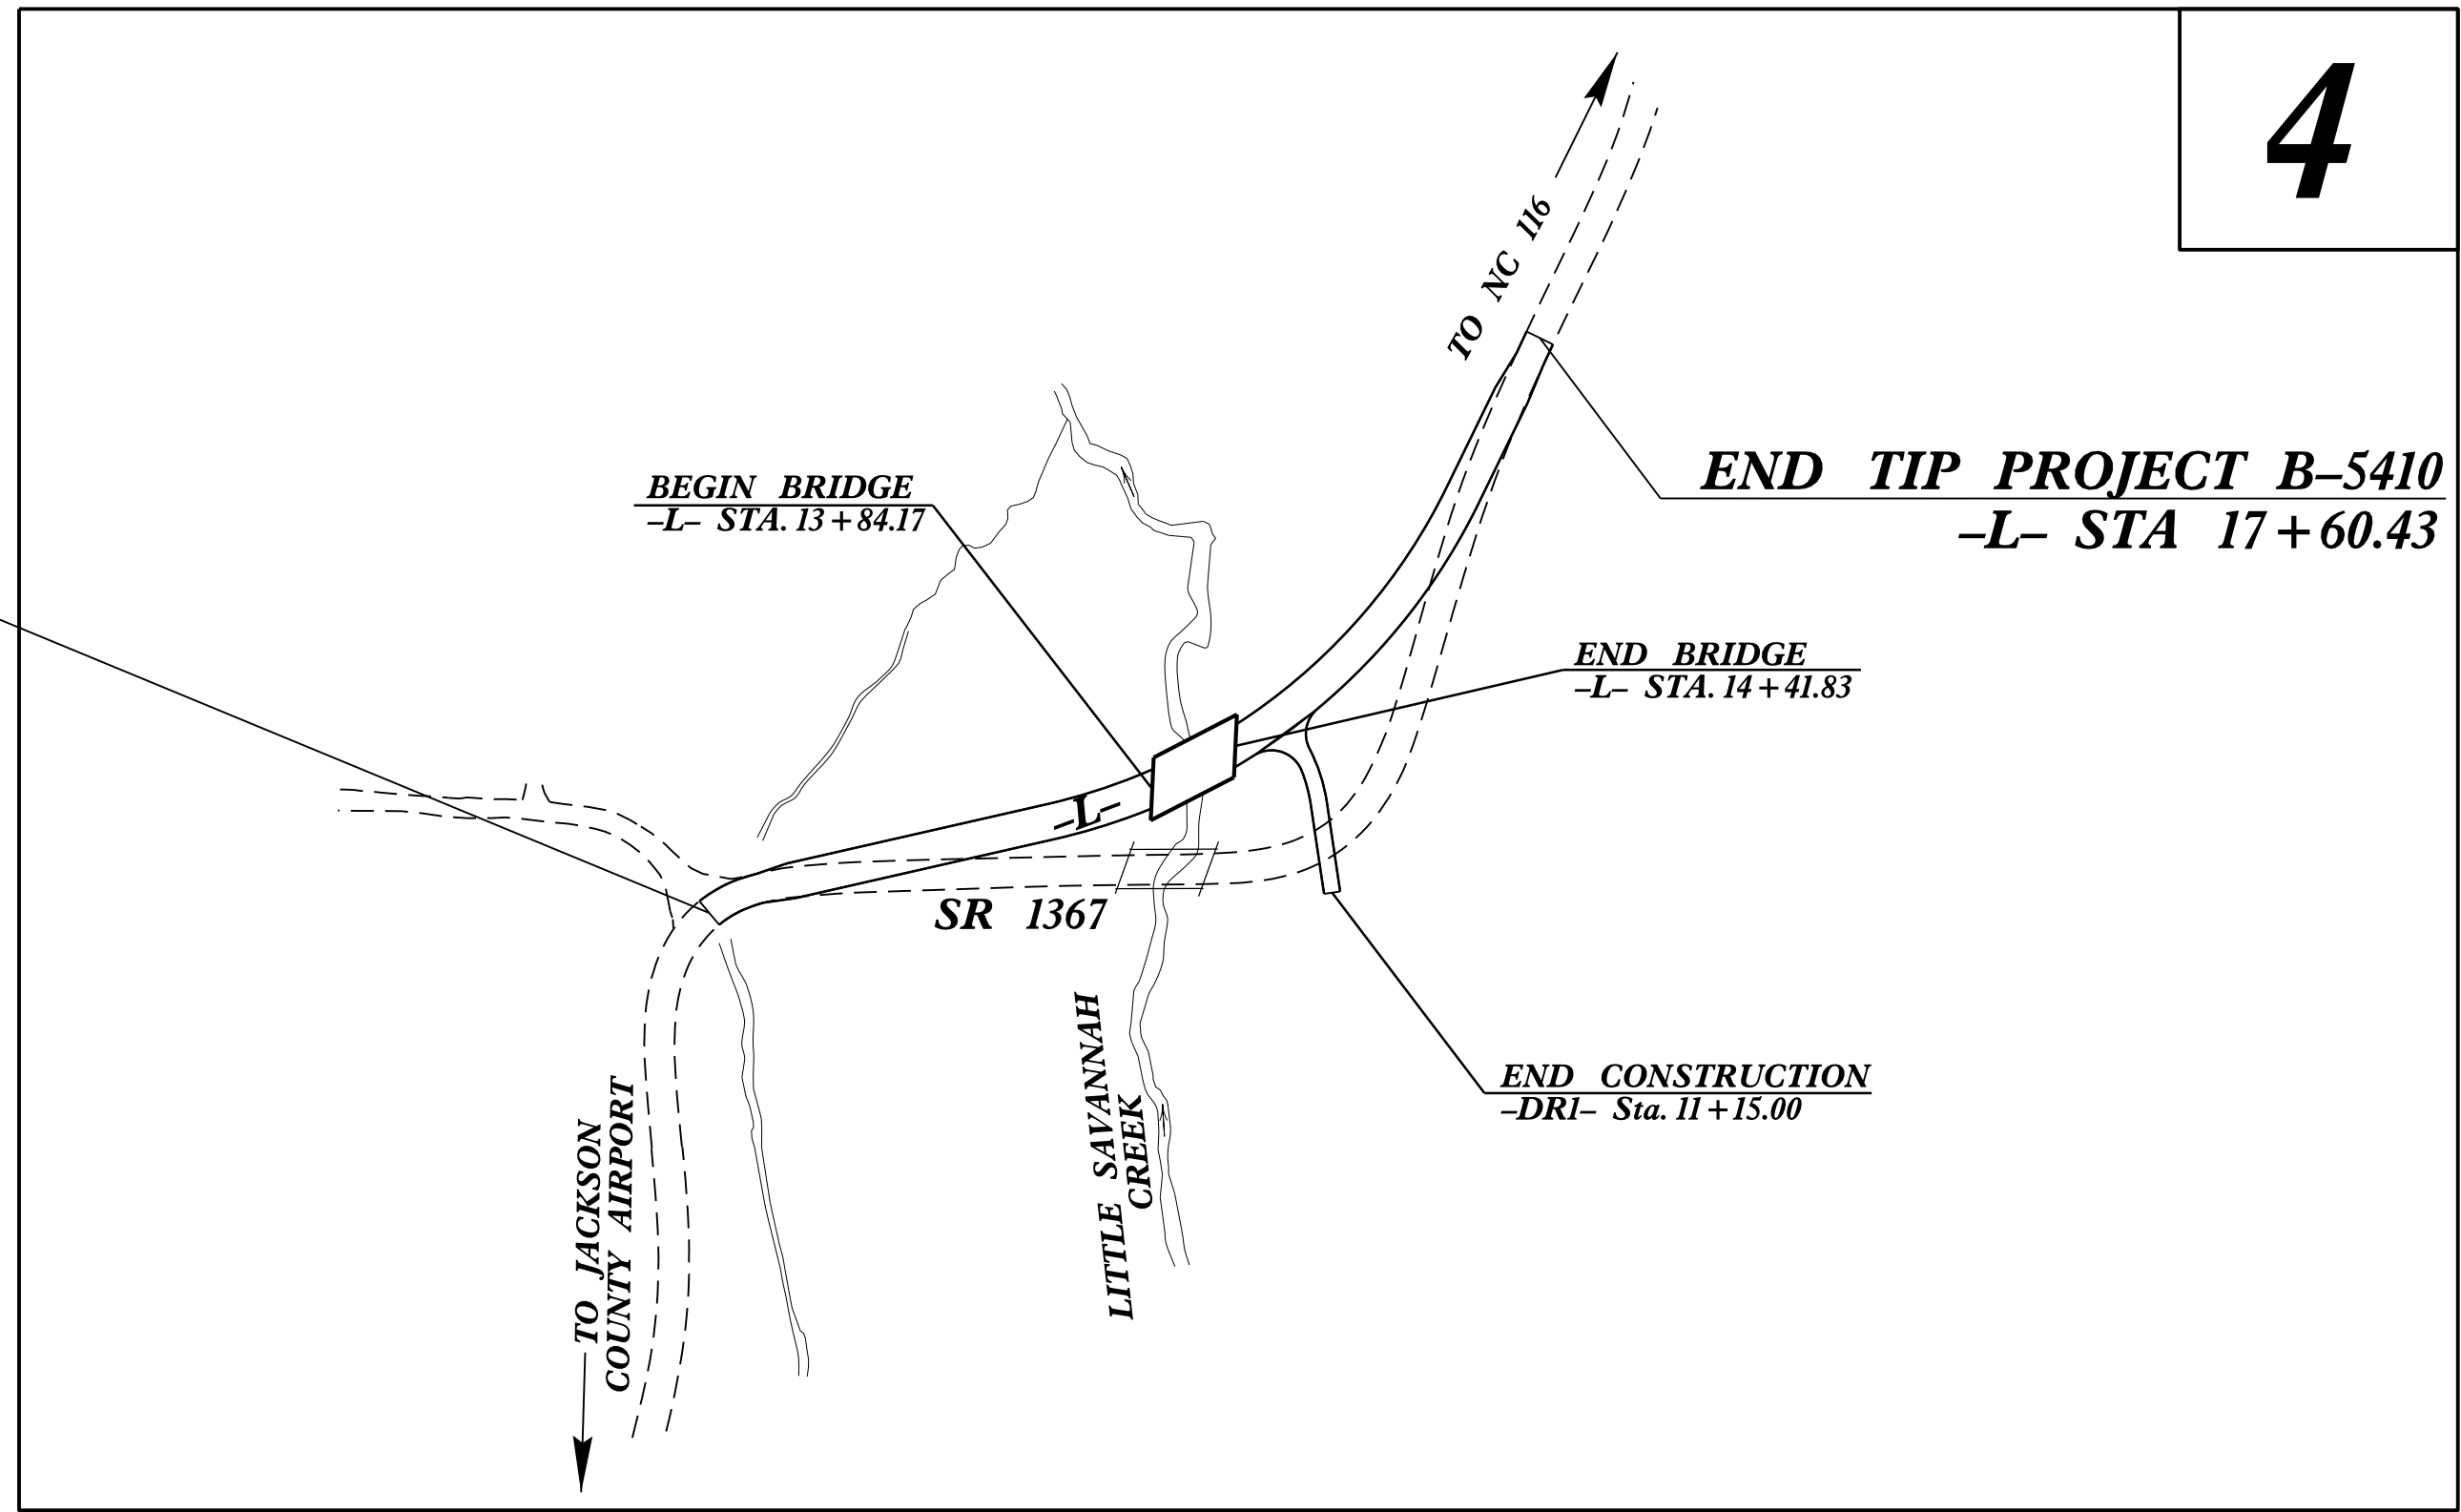 4
TO NC 116
BEGIN BRIDGE
-L- STA. 13+84.17
END TIP PROJECT B-5410
-L- STA 17+60.43
END BRIDGE
-L- STA. 14+41.83
-L-
SR 1367
LITTLE SAVANNAH
CREEK
END CONSTRUCTION
-DR1- Sta. 11+15.00
TO JACKSON
COUNTY AIRPORT